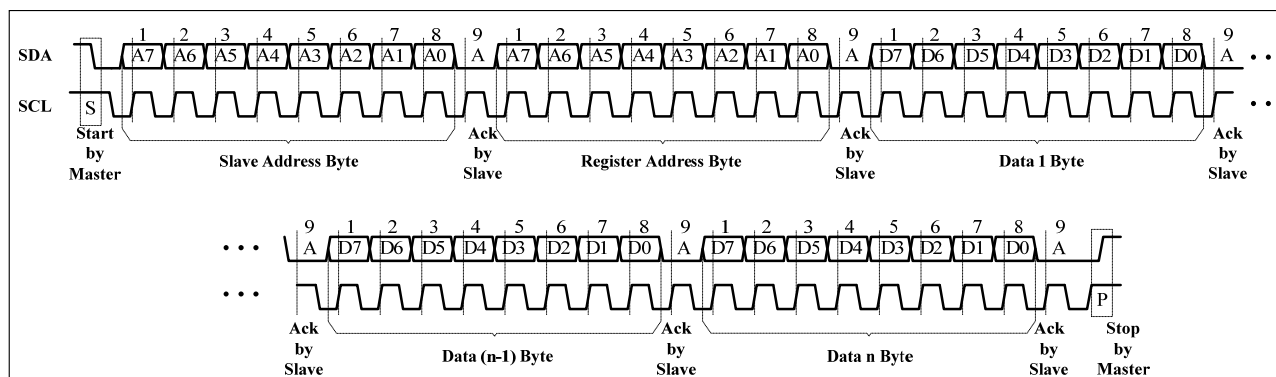 1 2 3 4 5 6 7 8 9 1 2 3 4 5 6 7 8 9 1 2 3 4 5 6 7 8 9
SDA A7 A6 A5 A4 A3 A2 A1 A0 A A7 A6 A5 A4 A3 A2 A1 A0 A D7 D6 D5 D4 D3 D2 D1 D0 A
SCL S
Start by Master
Slave Address Byte
Ack by Slave
Register Address Byte
Ack by Slave
Data 1 Byte
Ack by Slave
9 1 2 3 4 5 6 7 8 9 1 2 3 4 5 6 7 8 9
A D7 D6 D5 D4 D3 D2 D1 D0 A D7 D6 D5 D4 D3 D2 D1 D0 A
P
Ack by Slave
Data (n-1) Byte
Ack by Slave
Data n Byte
Ack by Slave
Stop by Master